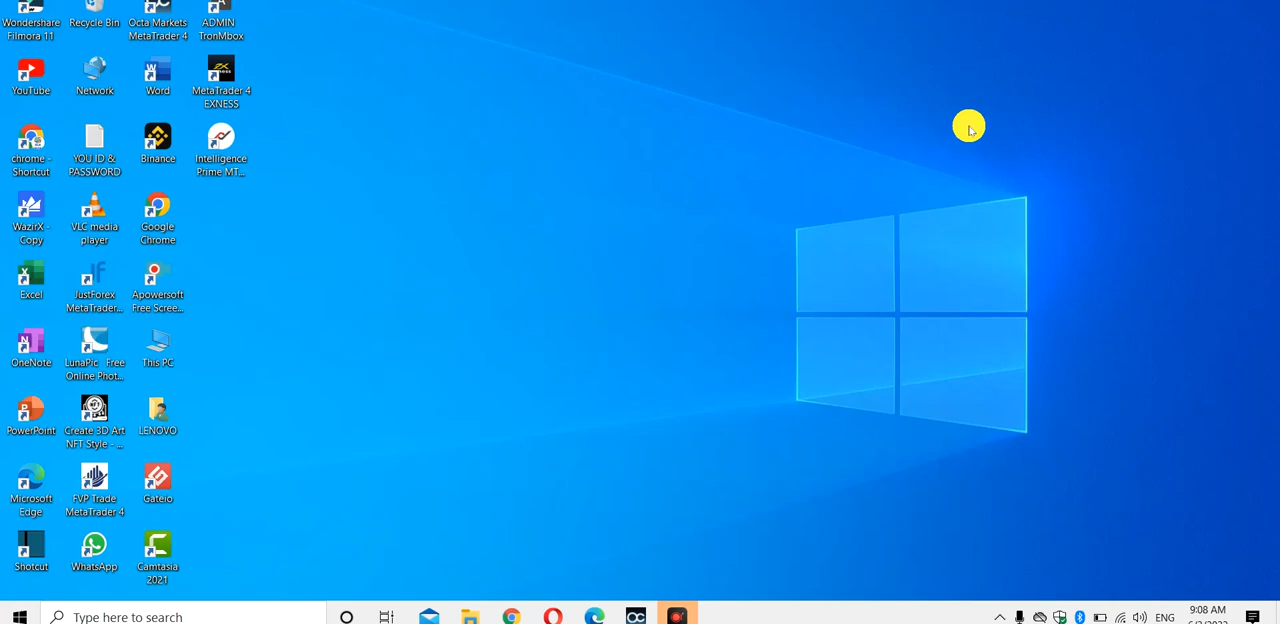 Wondershare
Filmora 11
Recycle Bin
Octa Markets
MetaTrader 4
ADMIN
TronMbox
YouTube
Network
Word
MetaTrader 4
EXNESS
chrome -
Shortcut
YOU ID &
PASSWORD
Binance
Intelligence
Prime MT...
WazirX -
Copy
VLC media
player
Google
Chrome
Excel
JustForex
MetaTrader...
Apowersoft
Free Scree...
OneNote
LunaPic Free
Online Phot...
This PC
PowerPoint
Create 3D Art
NFT Style - ...
LENOVO
Microsoft
Edge
FVP Trade
MetaTrader 4
Gateio
Shotcut
WhatsApp
Camtasia
2021
Type here to search
ENG
9:08 AM